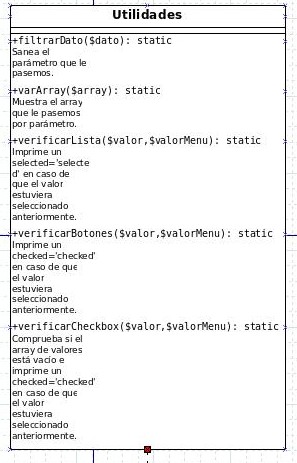 Utilidades
+filtrarDato($dato): static
Sanea el
parámetro que le
pasemos.
+varArray($array): static
Muestra el array
que le pasemos
por parámetro.
+verificarLista($valor,$valorMenu): static
Imprime un
selected='selecte
d' en caso de
que el valor
estuviera
seleccionado
anteriormente.
+verificarBotones($valor,$valorMenu): static
Imprime un
checked='checked'
en caso de que
el valor
estuviera
seleccionado
anteriormente.
+verificarCheckbox($valor,$valorMenu): static
Comprueba si el
array de valores
está vacío e
imprime un
checked='checked'
en caso de que
el valor
estuviera
seleccionado
anteriormente.